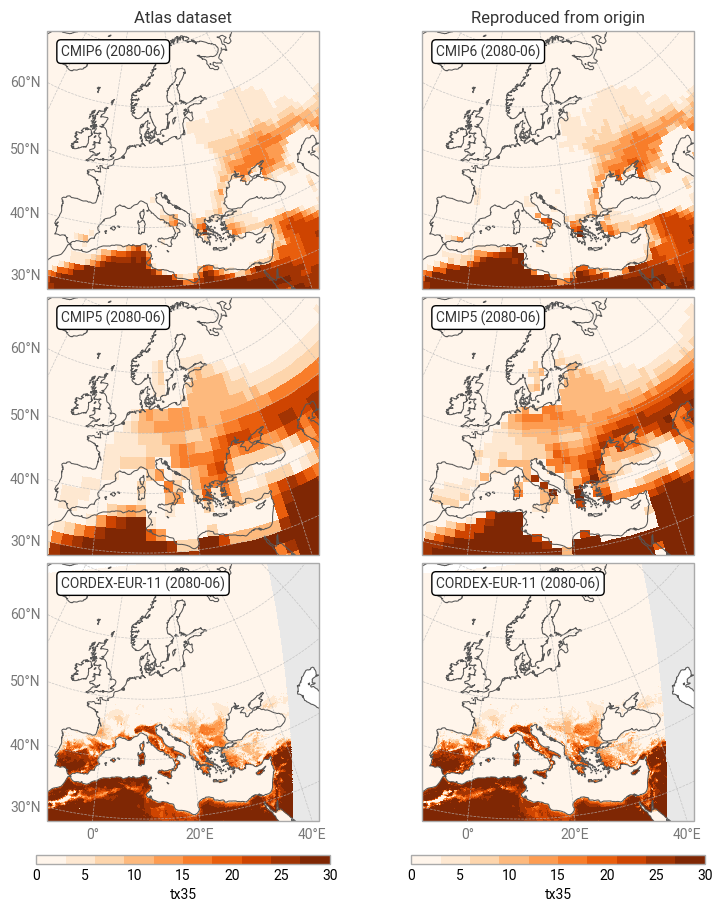 Atlas dataset Reproduced from origin
CMIP6 (2080-06) CMIP6 (2080-06)
60°N
50°N
40°N
30°N
CMIP5 (2080-06) CMIP5 (2080-06)
60°N
50°N
40°N
30°N
CORDEX-EUR-11 (2080-06) CORDEX-EUR-11 (2080-06)
60°N
50°N
40°N
30°N
0° 20°E 40°E 0° 20°E 40°E
0 5 10 15 20 25 30 0 5 10 15 20 25 30
tx35 tx35